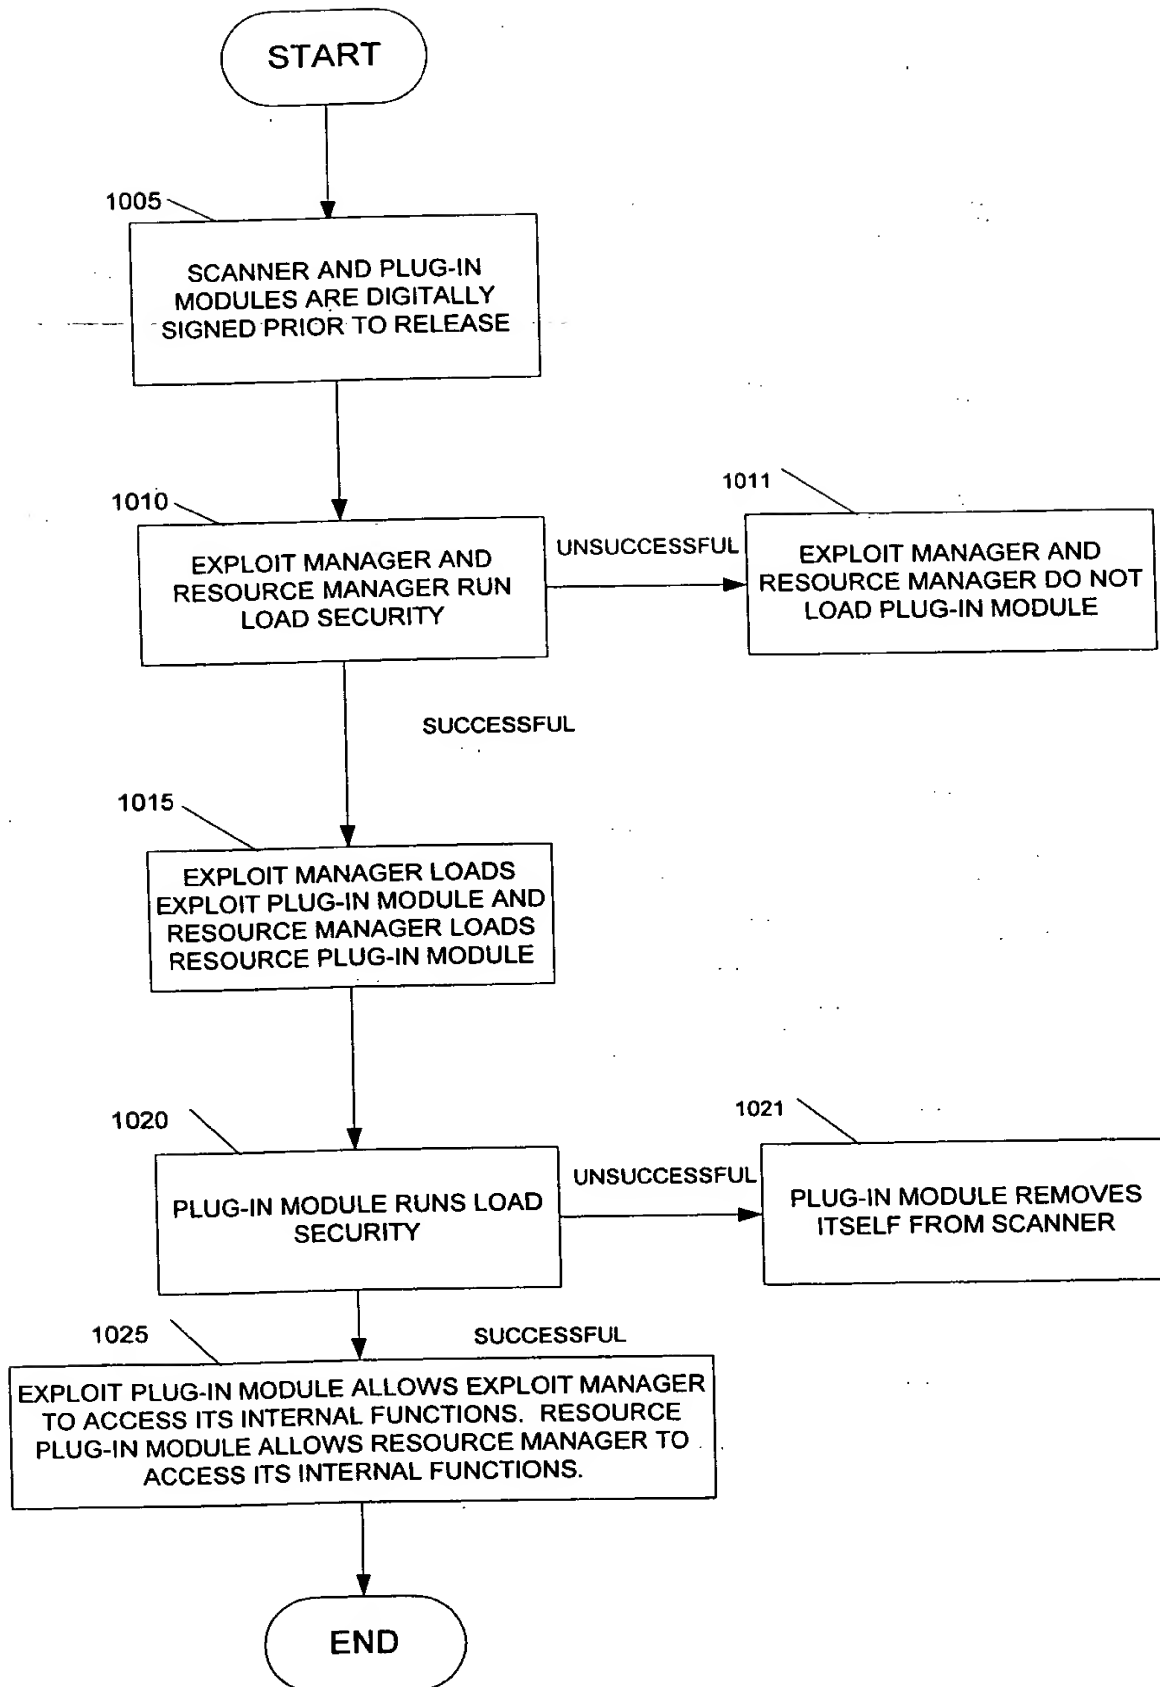 START
1005
SCANNER AND PLUG-IN
MODULES ARE DIGITALLY
SIGNED PRIOR TO RELEASE
1010
EXPLOIT MANAGER AND
RESOURCE MANAGER RUN
LOAD SECURITY
UNSUCCESSFUL
1011
EXPLOIT MANAGER AND
RESOURCE MANAGER DO NOT
LOAD PLUG-IN MODULE
SUCCESSFUL
1015
EXPLOIT MANAGER LOADS
EXPLOIT PLUG-IN MODULE AND
RESOURCE MANAGER LOADS
RESOURCE PLUG-IN MODULE
1020
PLUG-IN MODULE RUNS LOAD
SECURITY
UNSUCCESSFUL
1021
PLUG-IN MODULE REMOVES
ITSELF FROM SCANNER
SUCCESSFUL
1025
EXPLOIT PLUG-IN MODULE ALLOWS EXPLOIT MANAGER
TO ACCESS ITS INTERNAL FUNCTIONS. RESOURCE
PLUG-IN MODULE ALLOWS RESOURCE MANAGER TO
ACCESS ITS INTERNAL FUNCTIONS.
END